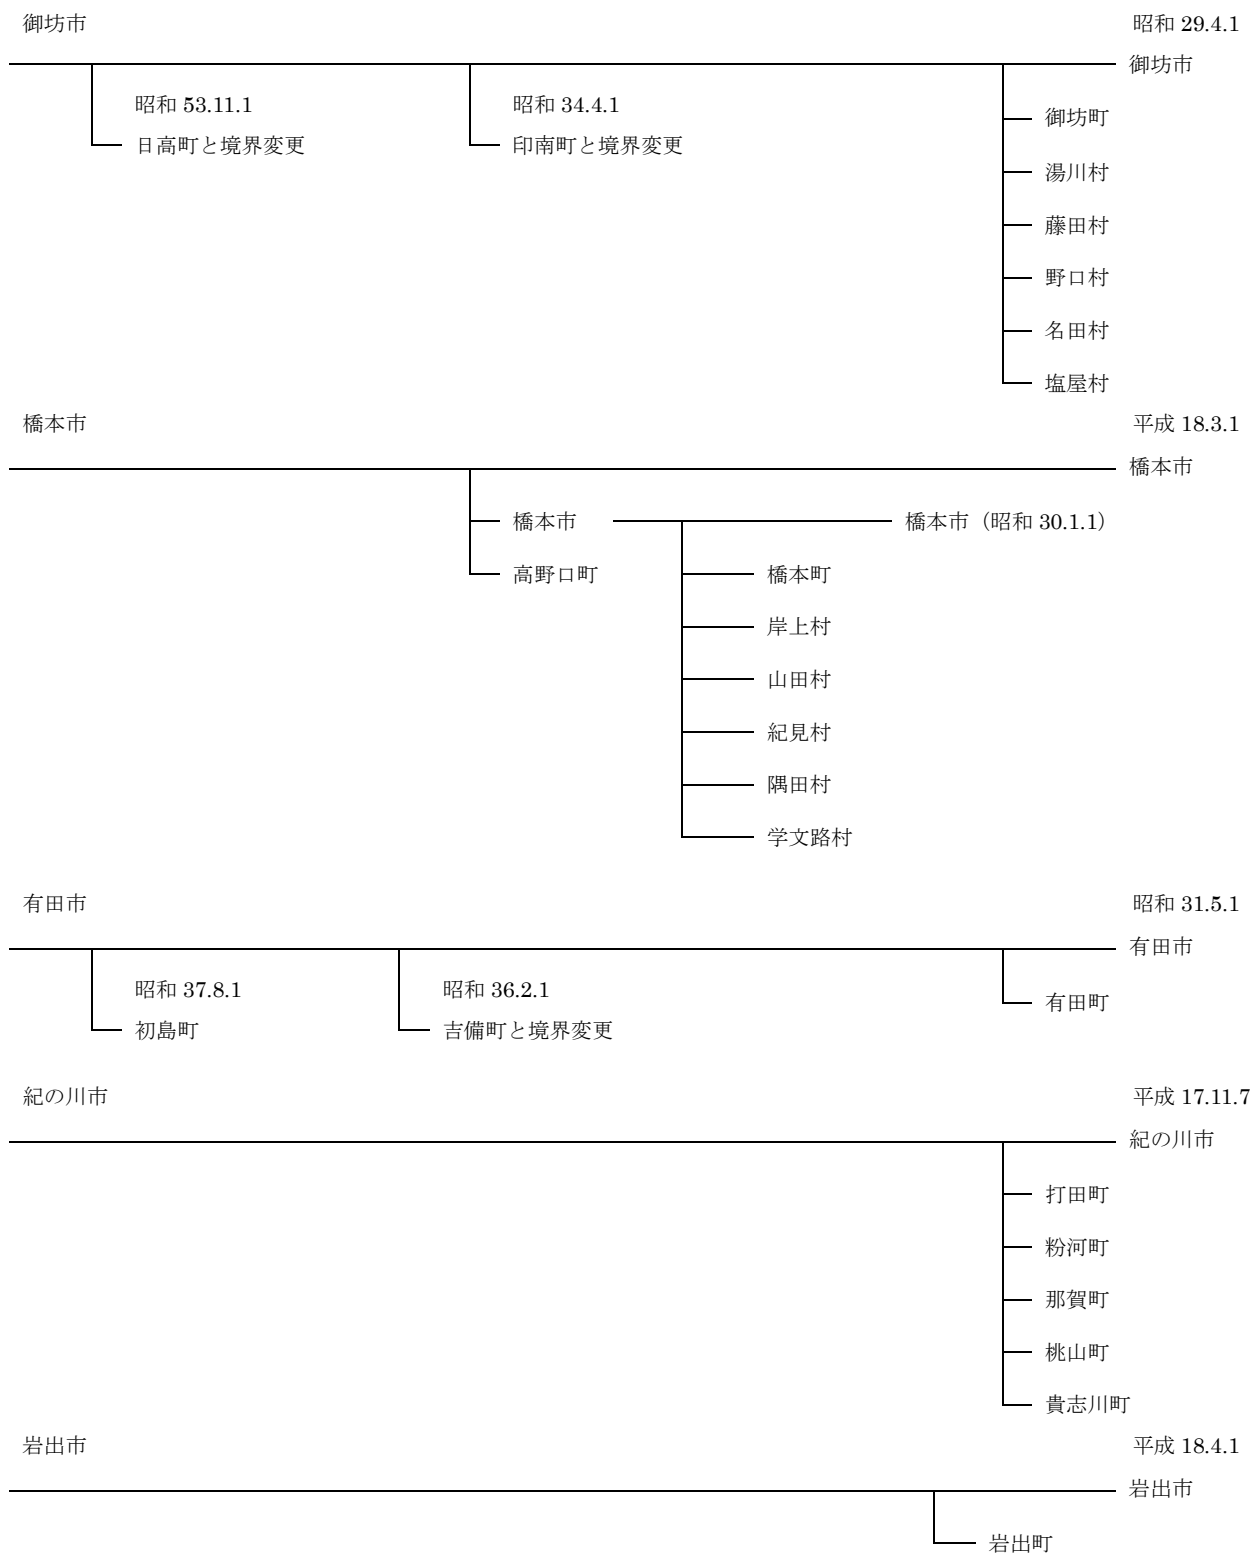 御坊市
昭和 29.4.1
御坊市
昭和 53.11.1
日高町と境界変更
昭和 34.4.1
印南町と境界変更
御坊町
湯川村
藤田村
野口村
名田村
塩屋村
橋本市
平成 18.3.1
橋本市
橋本市
橋本市（昭和 30.1.1）
高野口町
橋本町
岸上村
山田村
紀見村
隅田村
学文路村
有田市
昭和 31.5.1
有田市
昭和 37.8.1
初島町
昭和 36.2.1
吉備町と境界変更
有田町
紀の川市
平成 17.11.7
紀の川市
打田町
粉河町
那賀町
桃山町
貴志川町
岩出市
平成 18.4.1
岩出市
岩出町